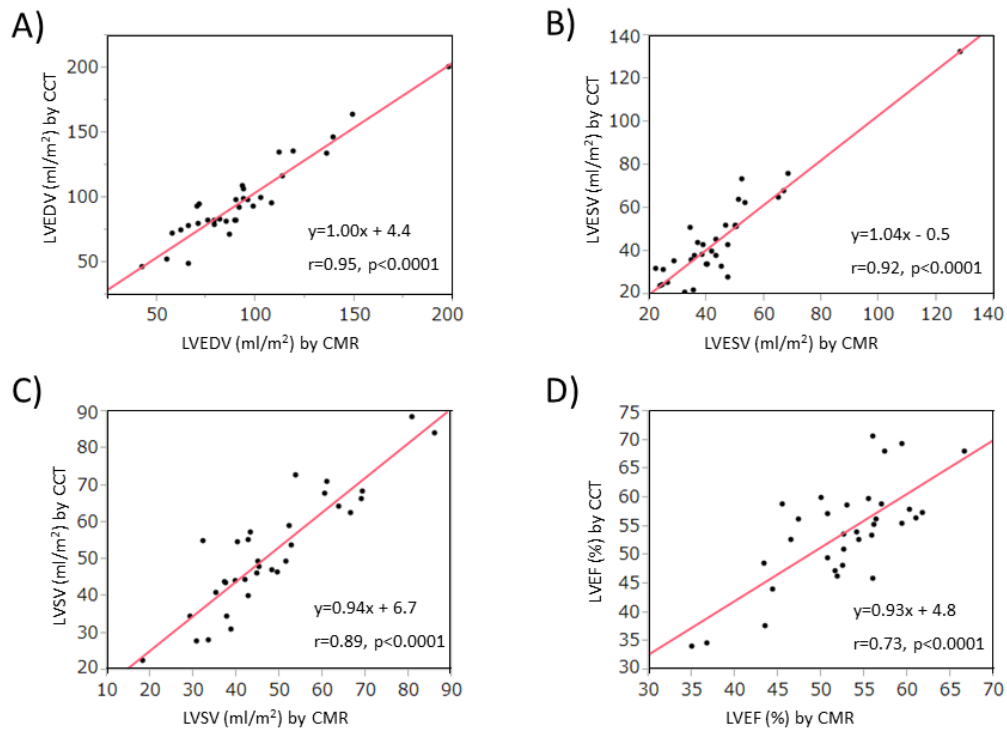 A)
LVEDV (ml/m²) by CCT
200
150
100
50
y=1.00x + 4.4
r=0.95, p<0.0001
50 100 150 200
LVEDV (ml/m²) by CMR
B)
LVESV (ml/m²) by CCT
140
120
100
80
60
40
20
y=1.04x - 0.5
r=0.92, p<0.0001
20 40 60 80 100 120 140
LVESV (ml/m²) by CMR
C)
LVSV (ml/m²) by CCT
90
80
70
60
50
40
30
20
y=0.94x + 6.7
r=0.89, p<0.0001
10 20 30 40 50 60 70 80 90
LVSV (ml/m²) by CMR
D)
LVEF (%) by CCT
75
70
65
60
55
50
45
40
35
30
y=0.93x + 4.8
r=0.73, p<0.0001
30 35 40 45 50 55 60 65 70
LVEF (%) by CMR